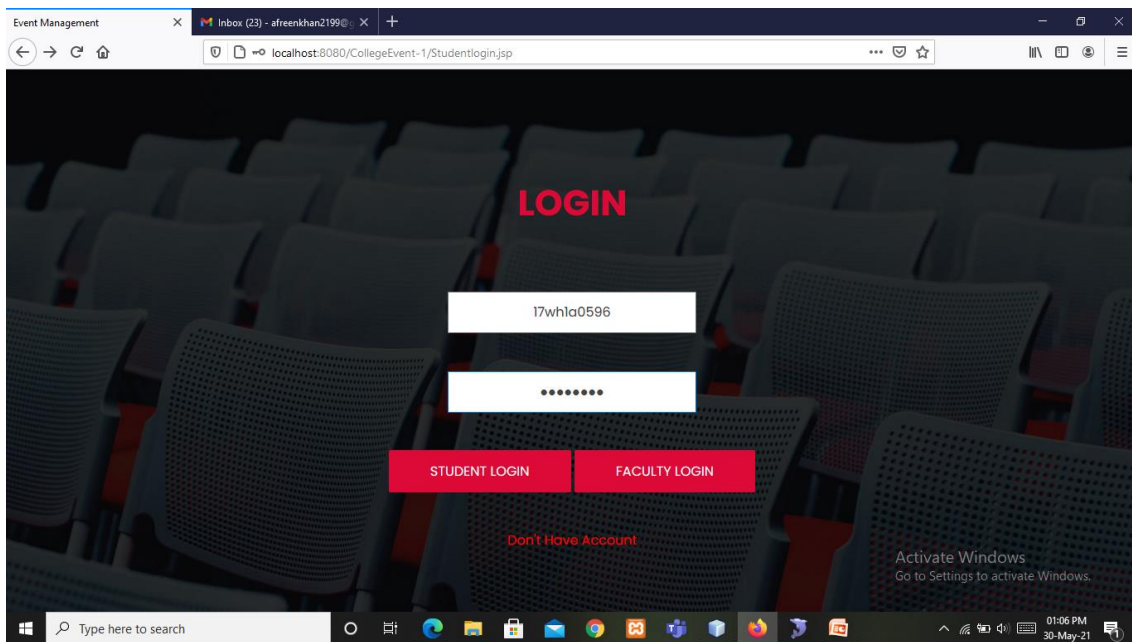 Event Management
Inbox (23) - afreenkhan2199@g
localhost:8080/CollegeEvent-1/Studentlogin.jsp
LOGIN
17wh1a0596
STUDENT LOGIN
FACULTY LOGIN
Don't Have Account
Activate Windows
Go to Settings to activate Windows.
Type here to search
01:06 PM
30-May-21